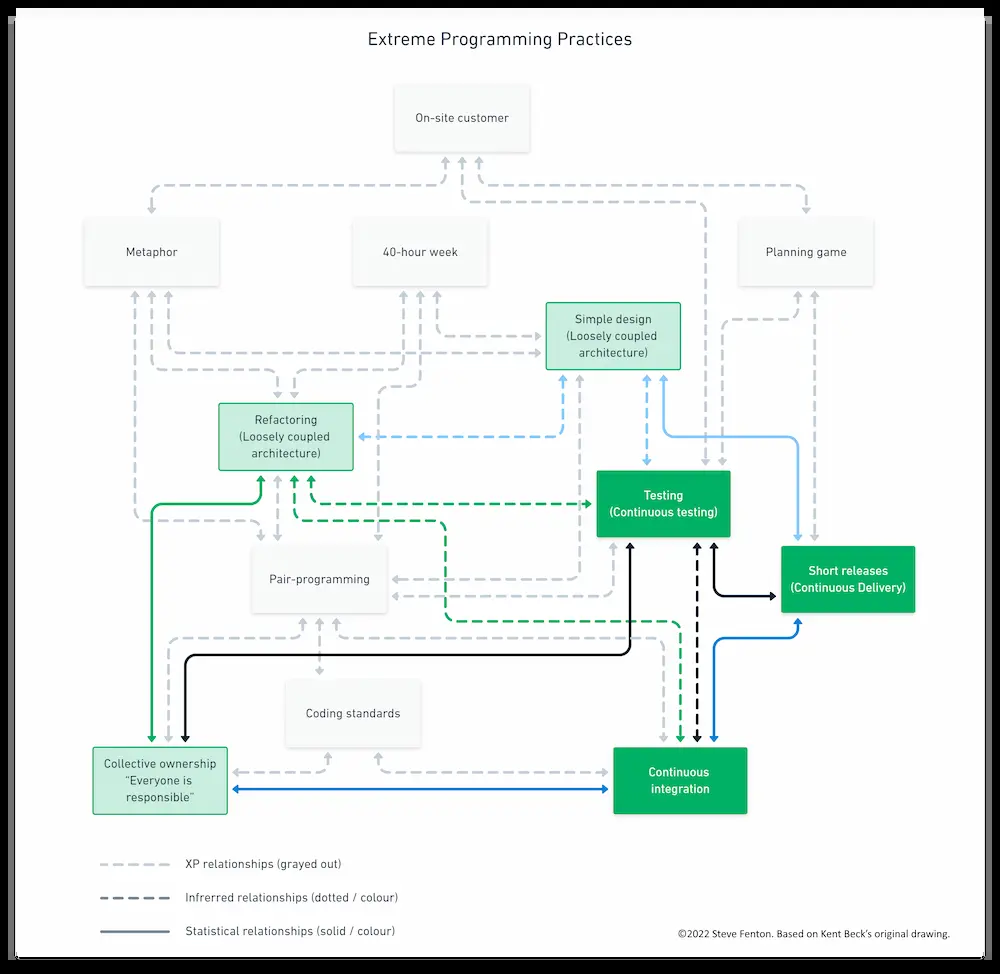 Extreme Programming Practices
On-site customer
Metaphor
40-hour week
Planning game
Simple design
(Loosely coupled
architecture)
Refactoring
(Loosely coupled
architecture)
Testing
(Continuous testing)
Short releases
(Continuous Delivery)
Pair-programming
Coding standards
Collective ownership
"Everyone is
responsible"
Continuous
integration
XP relationships (grayed out)
Infrerred relationships (dotted / colour)
Statistical relationships (solid / colour)
©2022 Steve Fenton. Based on Kent Beck's original drawing.